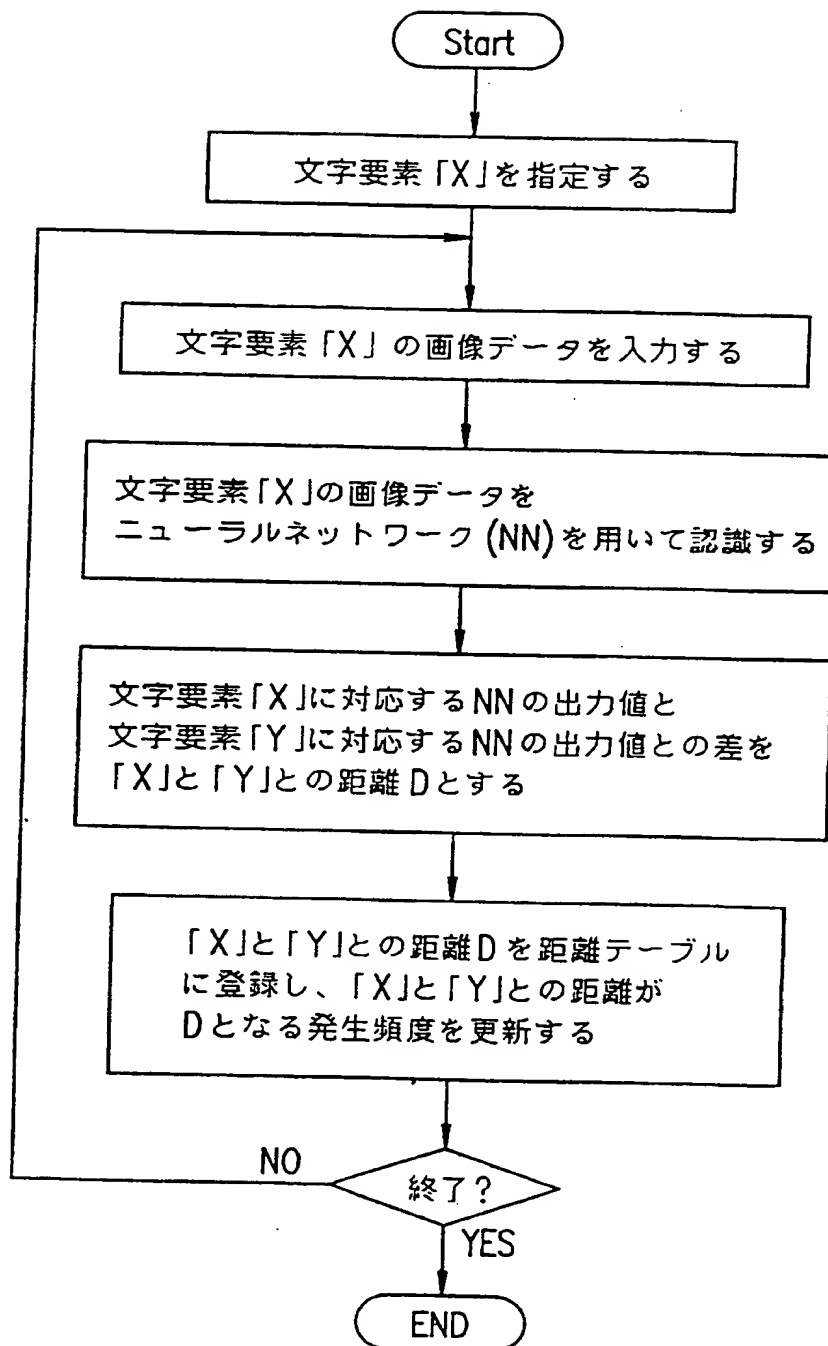 Start
文字要素「X」を指定する
文字要素「X」の画像データを入力する
文字要素「X」の画像データを
ニューラルネットワーク(NN)を用いて認識する
文字要素「X」に対応するNNの出力値と
文字要素「Y」に対応するNNの出力値との差を
「X」と「Y」との距離Dとする
「X」と「Y」との距離Dを距離テーブル
に登録し、「X」と「Y」との距離が
Dとなる発生頻度を更新する
NO
終了?
YES
END